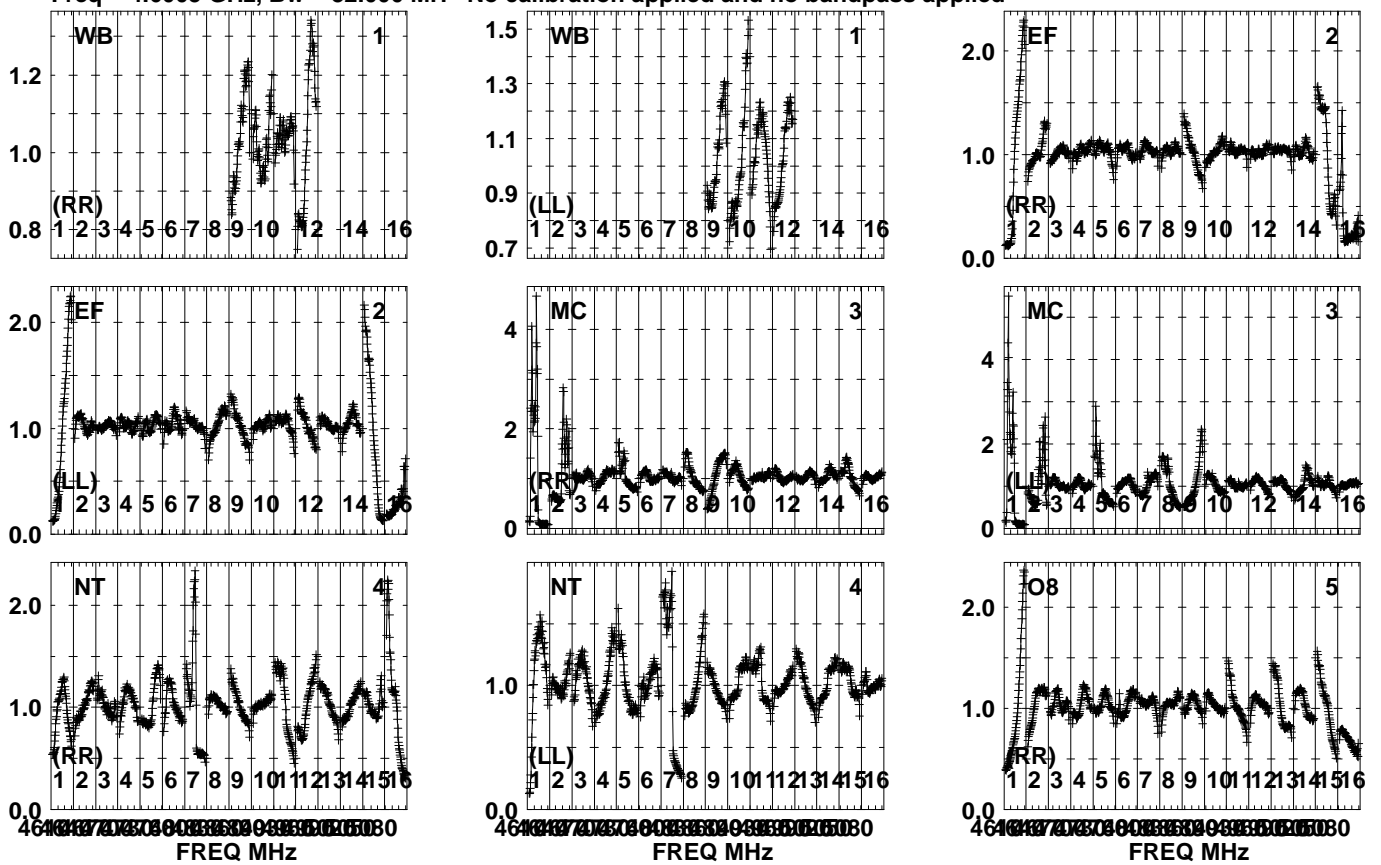 WB 1
1.2
1.0
0.8
(RR)
1 2 3 4 5 6 7 8 9 10 12 14 16
WB 1
1.5
1.3
1.1
0.9
0.7
(LL)
1 2 3 4 5 6 7 8 9 10 12 14 16
EF 2
2.0
1.0
0.0
(RR)
1 2 3 4 5 6 7 8 9 10 12 14 16
EF 2
2.0
1.0
0.0
(LL)
1 2 3 4 5 6 7 8 9 10 12 14 16
MC 3
4
2
0
(RR)
1 2 3 4 5 6 7 8 9 10 12 14 16
MC 3
4
2
0
(LL)
1 2 3 4 5 6 7 8 9 10 12 14 16
NT 4
2.0
1.0
0.0
(RR)
1 2 3 4 5 6 7 8 9 10 11 12 13 14 15 16
FREQ MHz
NT 4
1.0
0.0
(LL)
1 2 3 4 5 6 7 8 9 10 11 12 13 14 15 16
FREQ MHz
O8 5
2.0
1.0
0.0
(RR)
1 2 3 4 5 6 7 8 9 10 11 12 13 14 15 16
FREQ MHz